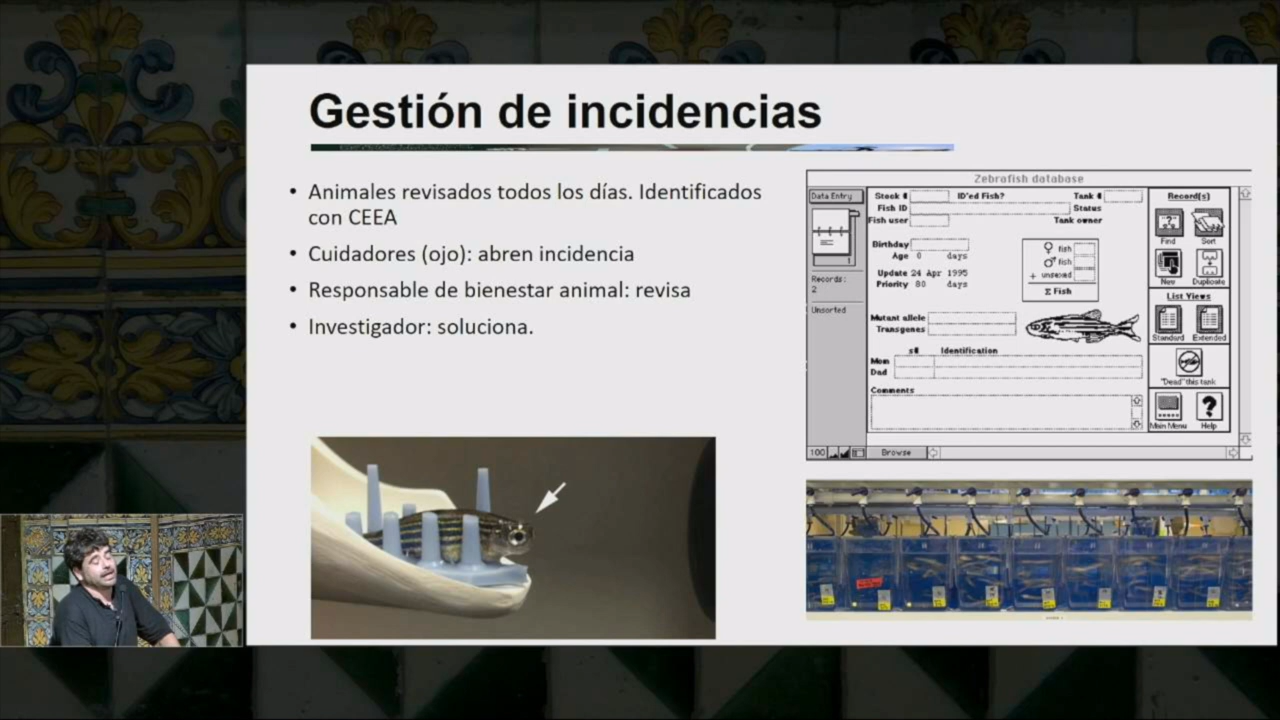 Gestión de incidencias
• Animales revisados todos los días. Identificados
con CEEA
• Cuidadores (ojo): abren incidencia
• Responsable de bienestar animal: revisa
• Investigador: soluciona.
Zebrafish database
Data Entry
Records:
2
Unsorted
Stock # ID'ed Fish? Tank #
Fish ID Status
Fish user Tank owner
Birthday
Age 0 days
Update 24 Apr 1995
Priority 80 days
♀ fish
♂ fish
+ unsexed
Σ Fish
Mutant allele
Transgenes
s# Identification
Mom
Dad
Comments
Record(s)
Find Sort
New Duplicate
List Views
Standard Extended
"Dead" this tank
Main Menu Help
100 Browse